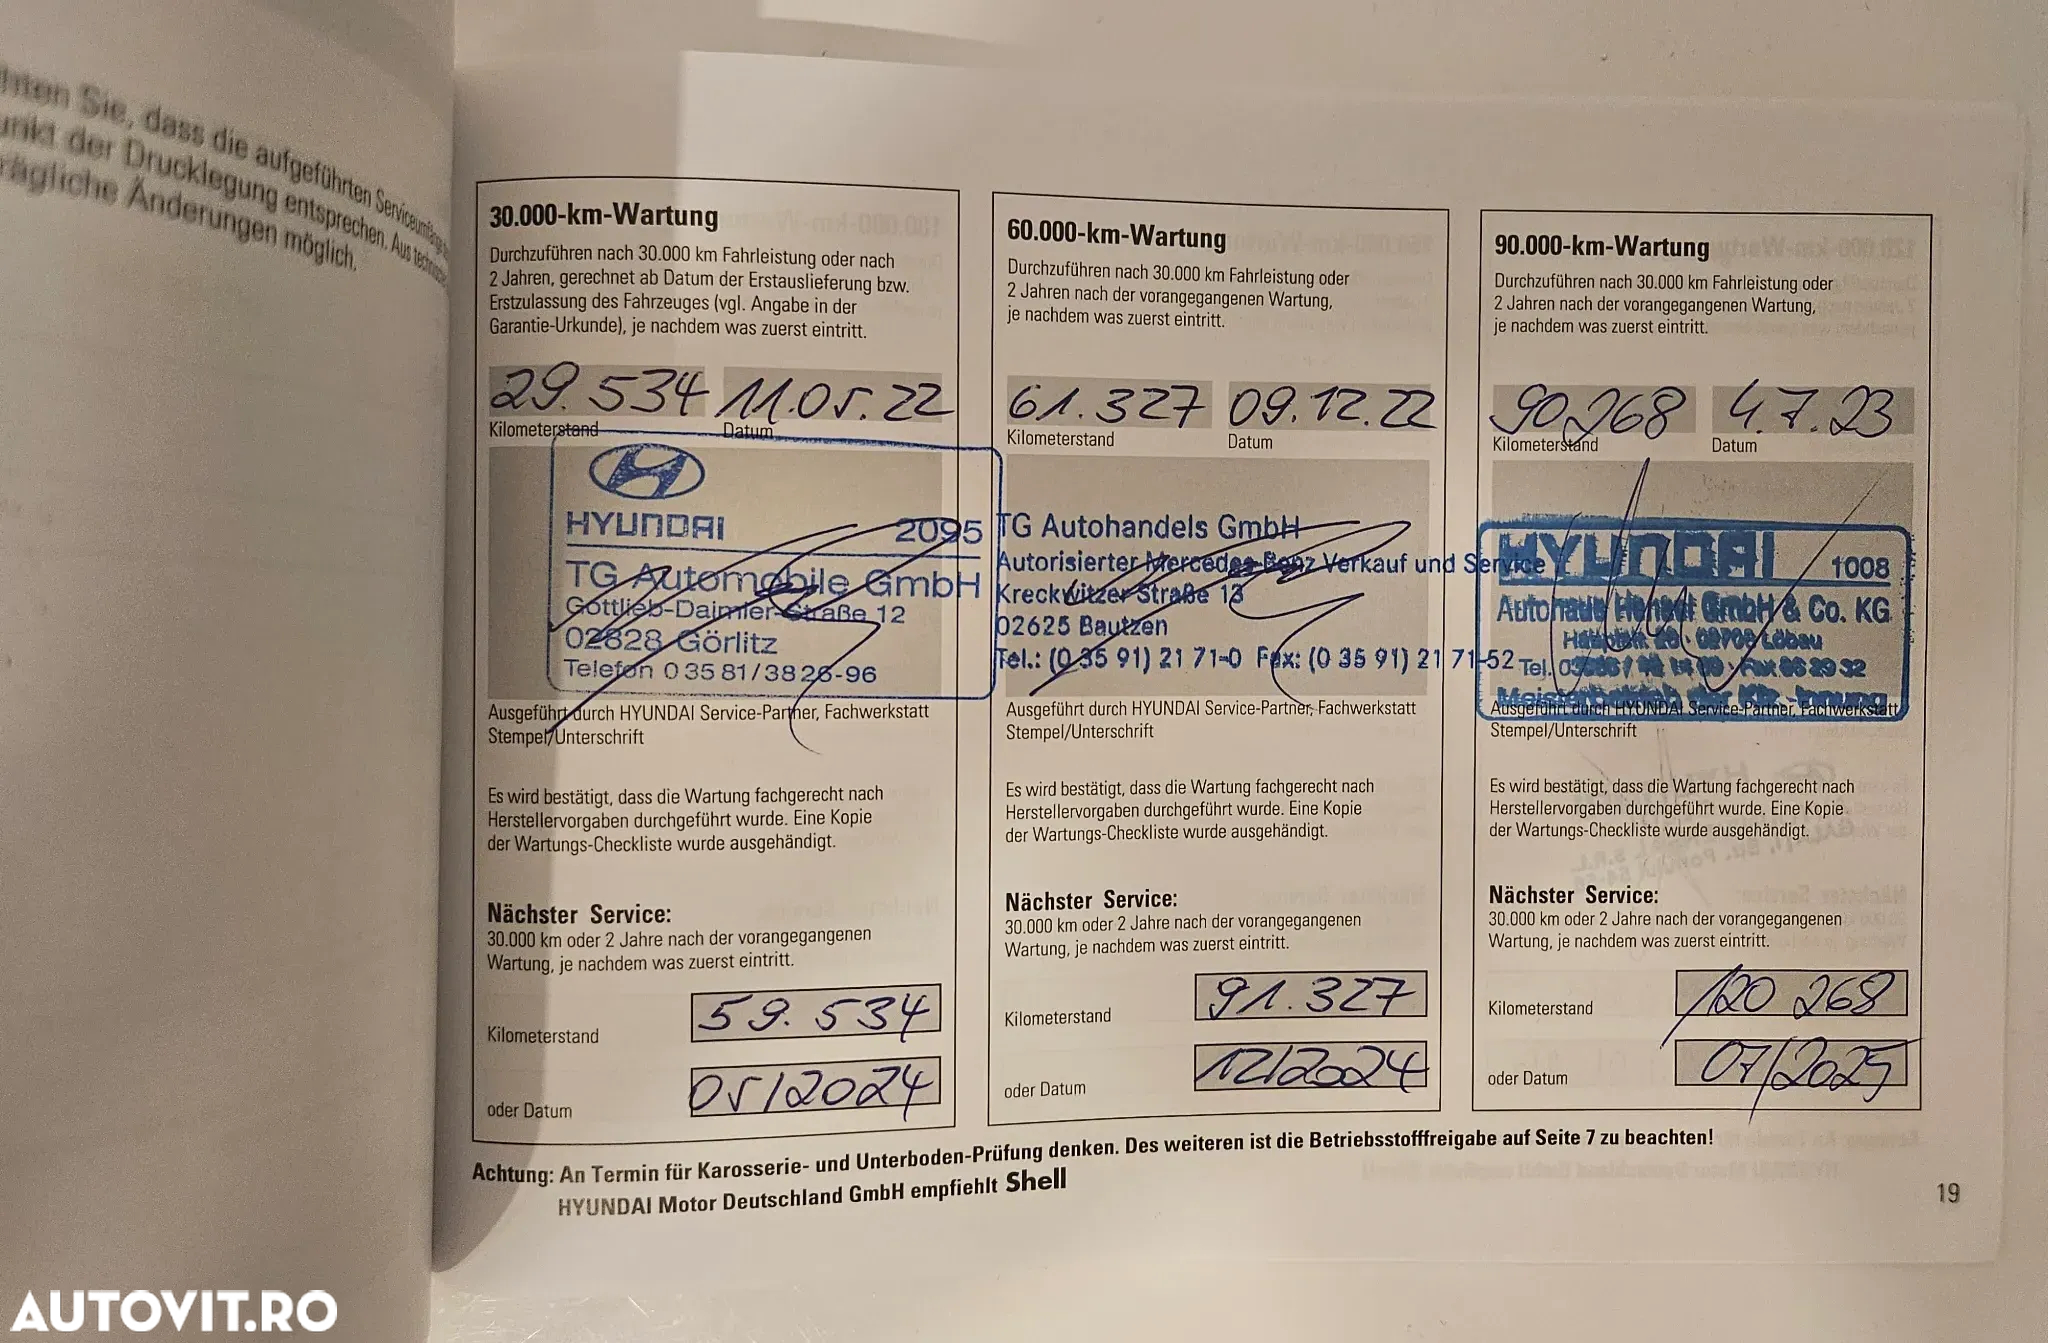 hten Sie, dass die aufgeführten Serviceumfänge
unkt der Drucklegung entsprechen. Aus
rägliche Änderungen möglich.
30.000-km-Wartung
Durchzuführen nach 30.000 km Fahrleistung oder nach
2 Jahren, gerechnet ab Datum der Erstauslieferung bzw.
Erstzulassung des Fahrzeuges (vgl. Angabe in der
Garantie-Urkunde), je nachdem was zuerst eintritt.
29.534 11.05.22
Kilometerstand Datum
HYUNDAI 2095
TG Automobile GmbH
Gottlieb-Daimler-Straße 12
02828 Görlitz
Telefon 0 35 81/38 26-96
Ausgeführt durch HYUNDAI Service-Partner, Fachwerkstatt
Stempel/Unterschrift
Es wird bestätigt, dass die Wartung fachgerecht nach
Herstellervorgaben durchgeführt wurde. Eine Kopie
der Wartungs-Checkliste wurde ausgehändigt.
Nächster Service:
30.000 km oder 2 Jahre nach der vorangegangenen
Wartung, je nachdem was zuerst eintritt.
Kilometerstand 59.534
oder Datum 05/2024
60.000-km-Wartung
Durchzuführen nach 30.000 km Fahrleistung oder
2 Jahren nach der vorangegangenen Wartung,
je nachdem was zuerst eintritt.
61.327 09.12.22
Kilometerstand Datum
TG Autohandels GmbH
Autorisierter Mercedes-Benz Verkauf und Service
Kreckwitzer Straße 13
02625 Bautzen
Tel.: (0 35 91) 21 71-0 Fax: (0 35 91) 21 71-52
Ausgeführt durch HYUNDAI Service-Partner, Fachwerkstatt
Stempel/Unterschrift
Es wird bestätigt, dass die Wartung fachgerecht nach
Herstellervorgaben durchgeführt wurde. Eine Kopie
der Wartungs-Checkliste wurde ausgehändigt.
Nächster Service:
30.000 km oder 2 Jahre nach der vorangegangenen
Wartung, je nachdem was zuerst eintritt.
Kilometerstand 91.327
oder Datum 12/2024
90.000-km-Wartung
Durchzuführen nach 30.000 km Fahrleistung oder
2 Jahren nach der vorangegangenen Wartung,
je nachdem was zuerst eintritt.
90268 4.7.23
Kilometerstand Datum
HYUNDAI 1008
Autohaus GmbH & Co. KG
Löbau
Tel.
Meisterbetrieb der Kfz.-Innung
Ausgeführt durch HYUNDAI Service-Partner, Fachwerkstatt
Stempel/Unterschrift
Es wird bestätigt, dass die Wartung fachgerecht nach
Herstellervorgaben durchgeführt wurde. Eine Kopie
der Wartungs-Checkliste wurde ausgehändigt.
Nächster Service:
30.000 km oder 2 Jahre nach der vorangegangenen
Wartung, je nachdem was zuerst eintritt.
Kilometerstand 120 268
oder Datum 07/2025
Achtung: An Termin für Karosserie- und Unterboden-Prüfung denken. Des weiteren ist die Betriebsstofffreigabe auf Seite 7 zu beachten!
HYUNDAI Motor Deutschland GmbH empfiehlt Shell
19
AUTOVIT.RO